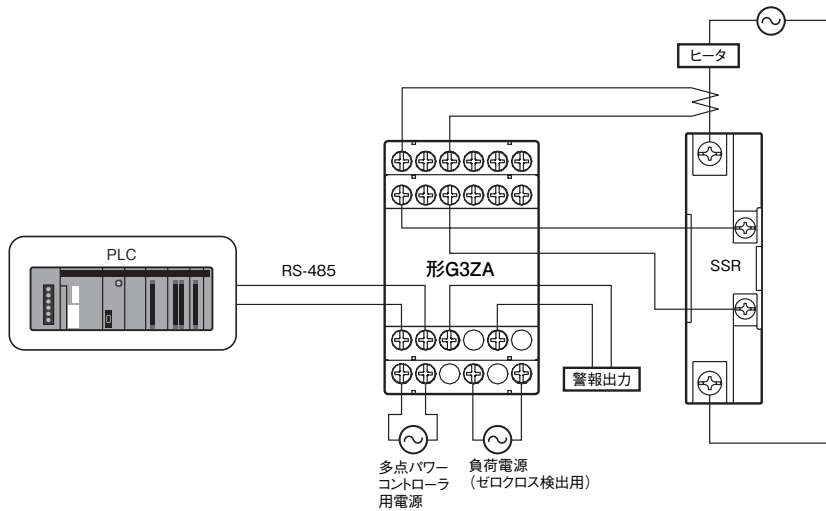 ヒータ
PLC
RS-485
形G3ZA
SSR
警報出力
多点パワー
コントローラ
用電源
負荷電源
（ゼロクロス検出用）